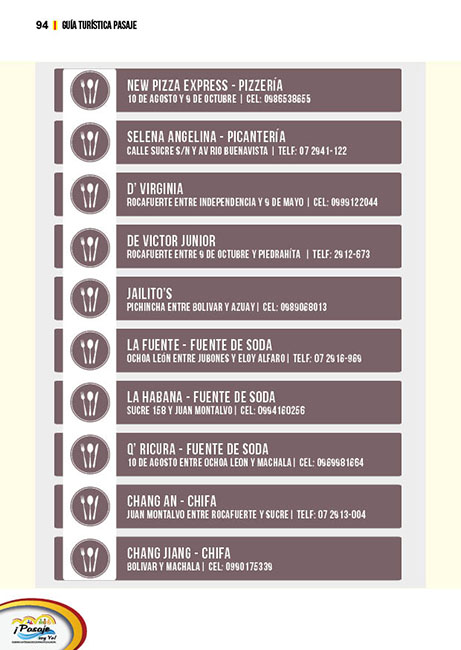 94 | GUÍA TURÍSTICA PASAJE
NEW PIZZA EXPRESS - PIZZERÍA
10 DE AGOSTO Y 9 DE OCTUBRE | CEL: 0986538655
SELENA ANGELINA - PICANTERÍA
CALLE SUCRE S/N Y AV RIO BUENAVISTA | TELF: 07 2941-122
D' VIRGINIA
ROCAFUERTE ENTRE INDEPENDENCIA Y 9 DE MAYO | CEL: 0999122044
DE VICTOR JUNIOR
ROCAFUERTE ENTRE 9 DE OCTUBRE Y PIEDRAHÍTA | TELF: 2912-673
JAILITO'S
PICHINCHA ENTRE BOLIVAR Y AZUAY| CEL: 0989068013
LA FUENTE - FUENTE DE SODA
OCHOA LEÓN ENTRE JUBONES Y ELOY ALFARO| TELF: 07 2916-969
LA HABANA - FUENTE DE SODA
SUCRE 158 Y JUAN MONTALVO| CEL: 0994160256
Q' RICURA - FUENTE DE SODA
10 DE AGOSTO ENTRE OCHOA LEON Y MACHALA| CEL: 0969981664
CHANG AN - CHIFA
JUAN MONTALVO ENTRE ROCAFUERTE Y SUCRE| TELF: 07 2913-004
CHANG JIANG - CHIFA
BOLIVAR Y MACHALA| CEL: 0990175339
¡Pasaje
soy Yo!